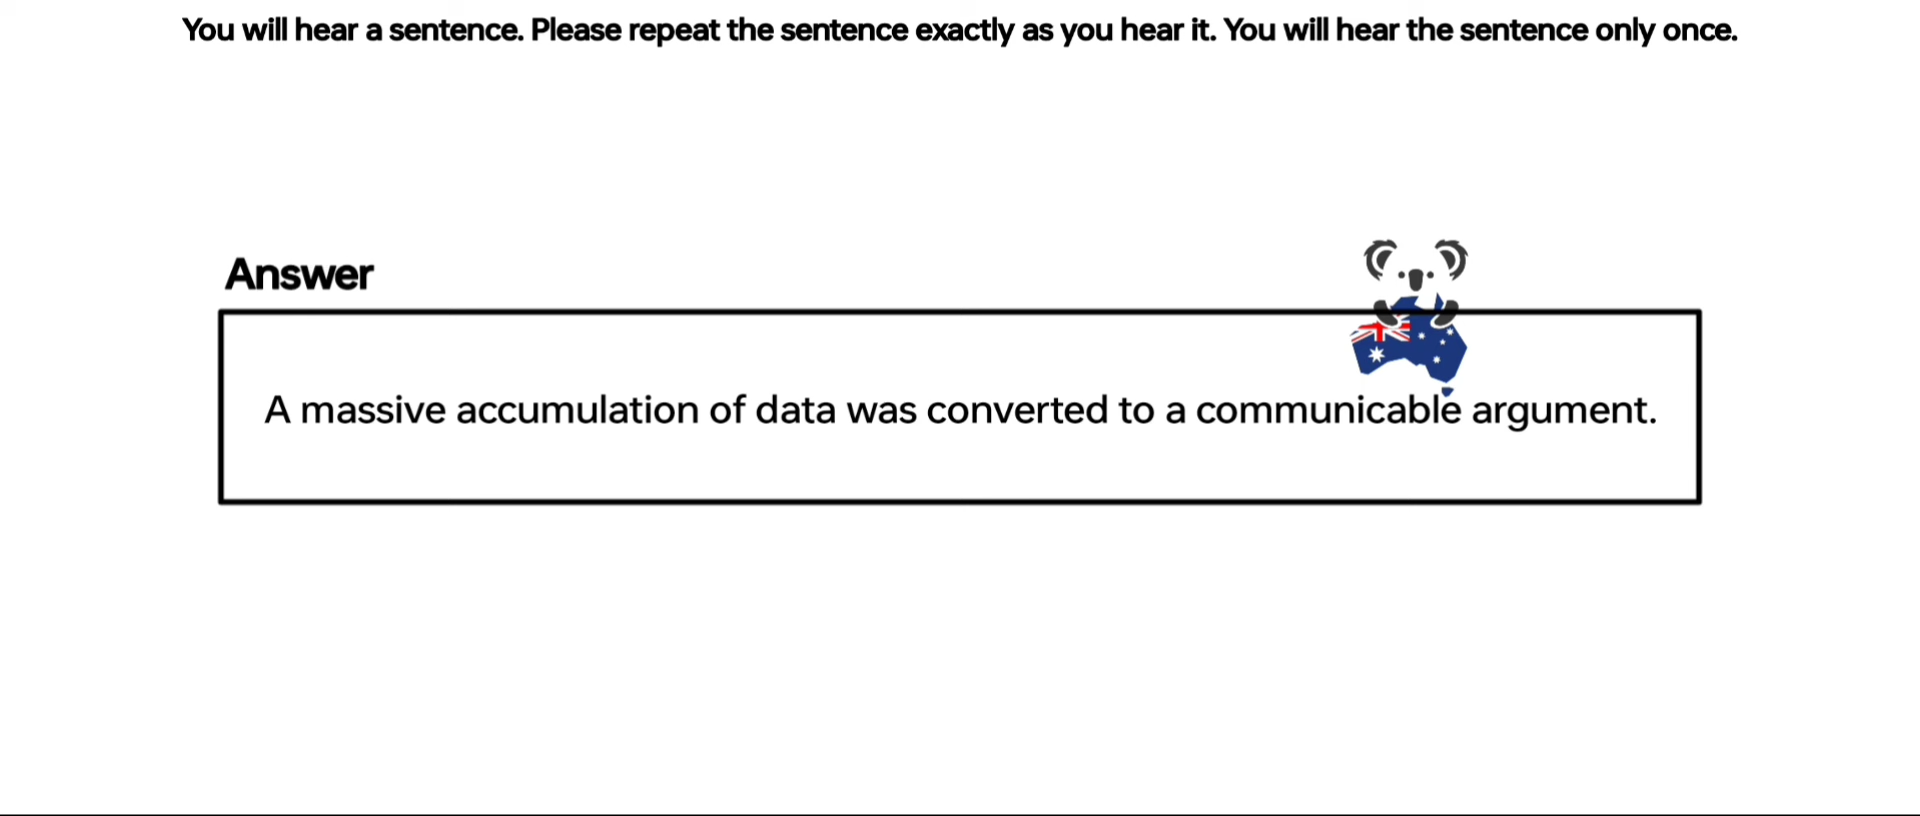 You will hear a sentence. Please repeat the sentence exactly as you hear it. You will hear the sentence only once.
Answer
A massive accumulation of data was converted to a communicable argument.